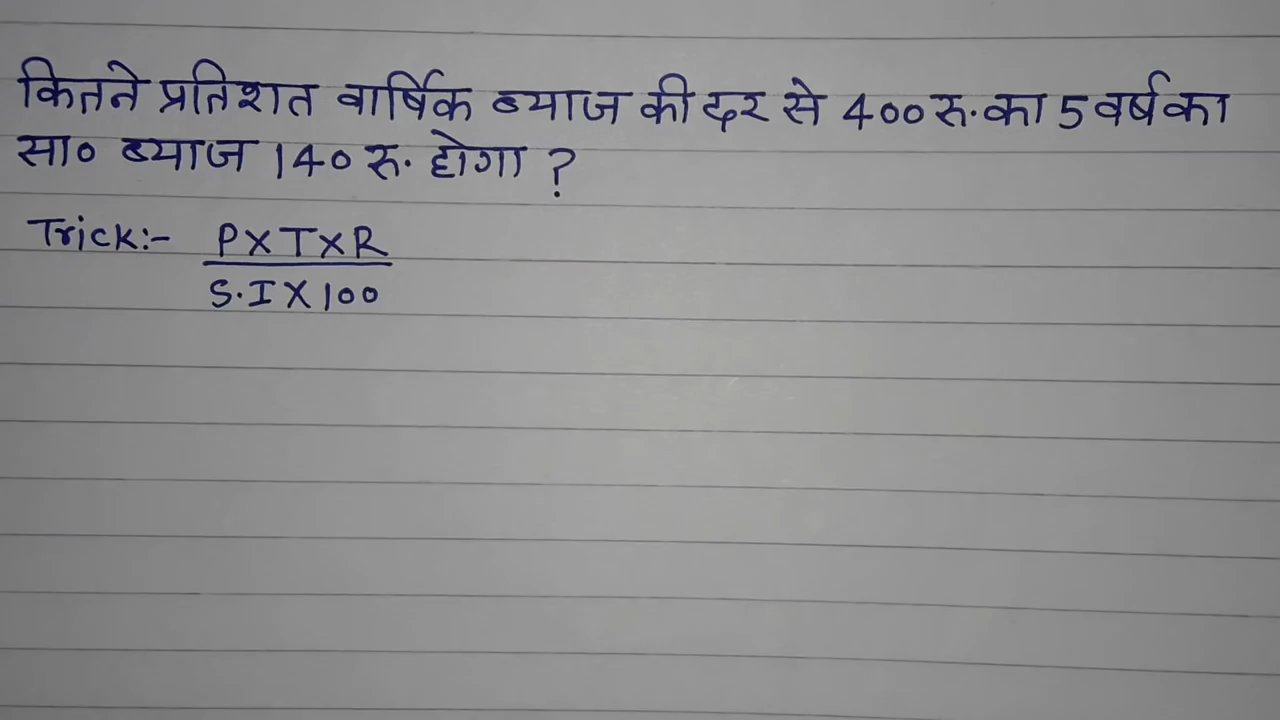 कितने प्रतिशत वार्षिक ब्याज की दर से 400 रू. का 5 वर्ष का
सा० ब्याज 140 रू. होगा ?
Trick:- P X T X R
S.I X 100